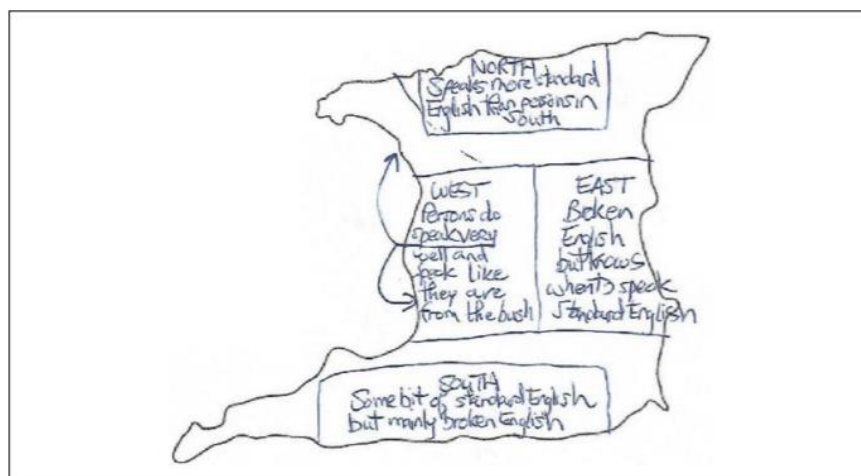 NORTH
Speaks more standard
English than persons in
South
WEST
Persons do
speak very
well and
speak like
they are
from the bush
EAST
Broken
English
but knows
when to speak
Standard English
SOUTH
Some bit of standard English
but mainly broken English